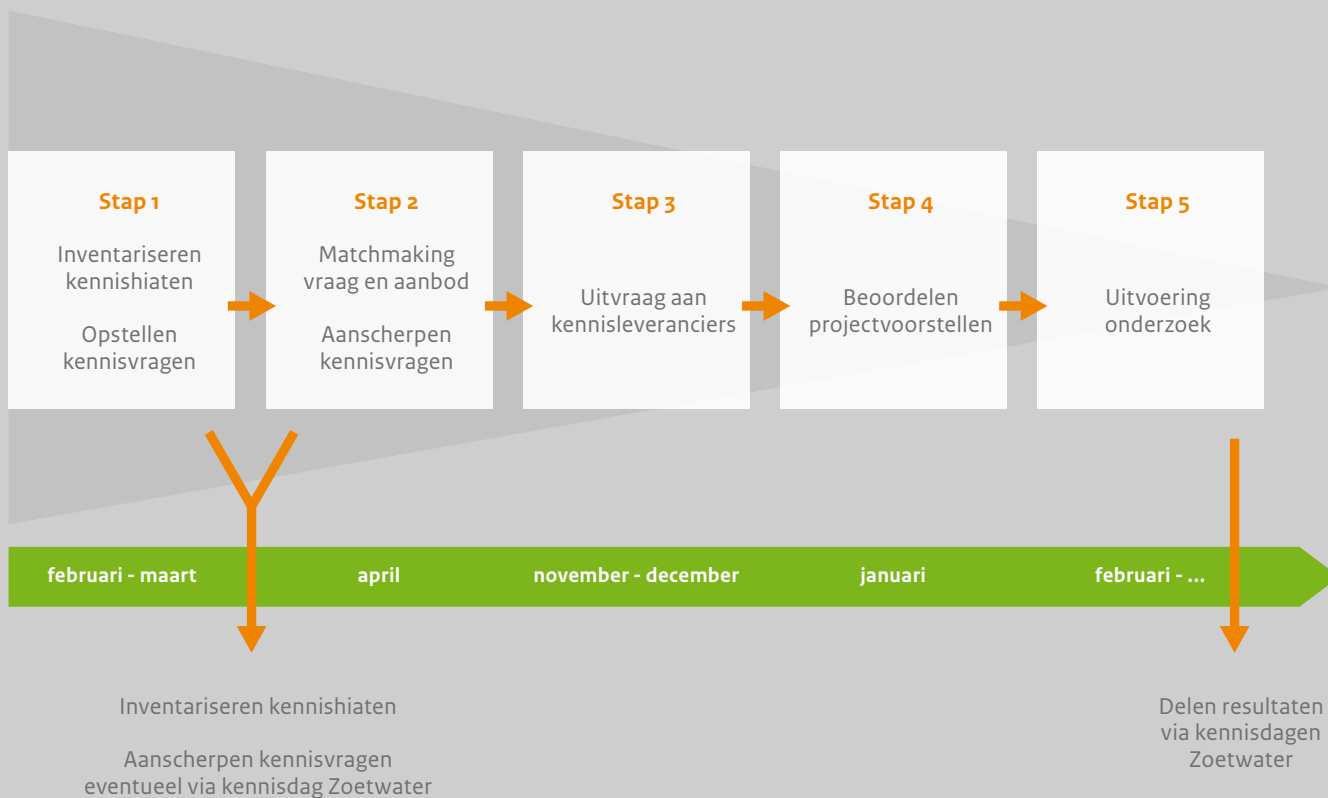 Stap 1
Inventariseren
kennishiaten
Opstellen
kennisvragen
Stap 2
Matchmaking
vraag en aanbod
Aanscherpen
kennisvragen
Stap 3
Uitvraag aan
kennisleveranciers
Stap 4
Beoordelen
projectvoorstellen
Stap 5
Uitvoering
onderzoek
februari - maart
april
november - december
januari
februari - ...
Inventariseren kennishiaten
Aanscherpen kennisvragen
eventueel via kennisdag Zoetwater
Delen resultaten
via kennisdagen
Zoetwater